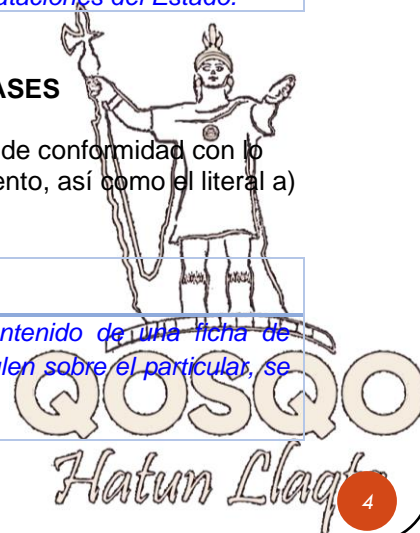 ntataciones del Estado.
ASES
de conformidad con lo
ento, así como el literal a)
ntenido de una ficha de
len sobre el particular, se
QOSQO
Hatun Llaqta
4